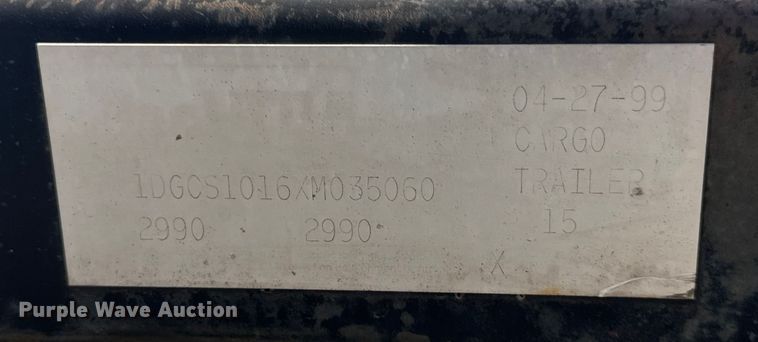 04-27-99
CARGO
1DGCS1016XM035060 TRAILER
2990 2990 15
X
Purple Wave Auction